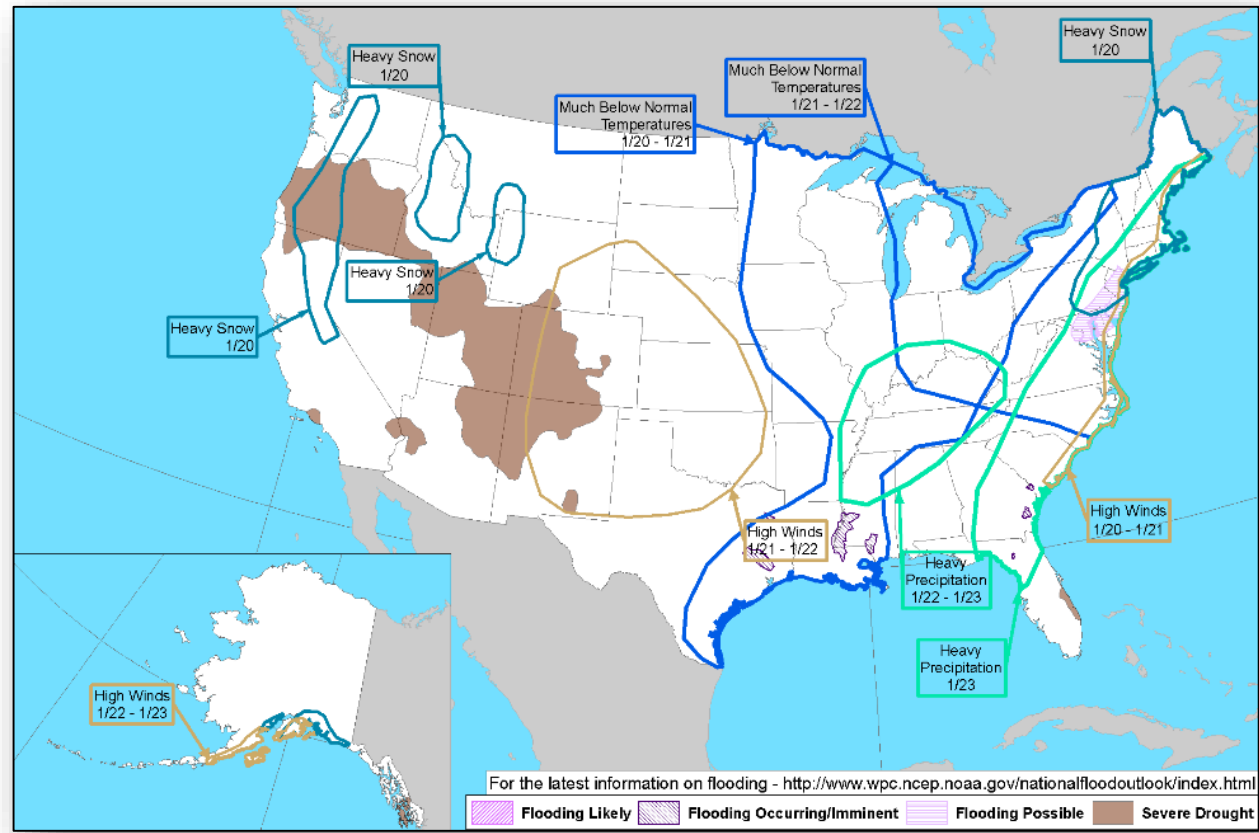 Heavy Snow
1/20
Heavy Snow
1/20
Much Below Normal
Temperatures
1/21 - 1/22
Much Below Normal
Temperatures
1/20 - 1/21
Heavy Snow
1/20
Heavy Snow
1/20
High Winds
1/21 - 1/22
High Winds
1/20 - 1/21
Heavy
Precipitation
1/22 - 1/23
Heavy
Precipitation
1/23
High Winds
1/22 - 1/23
For the latest information on flooding - http://www.wpc.ncep.noaa.gov/nationalfloodoutlook/index.html
Flooding Likely Flooding Occurring/Imminent Flooding Possible Severe Drought